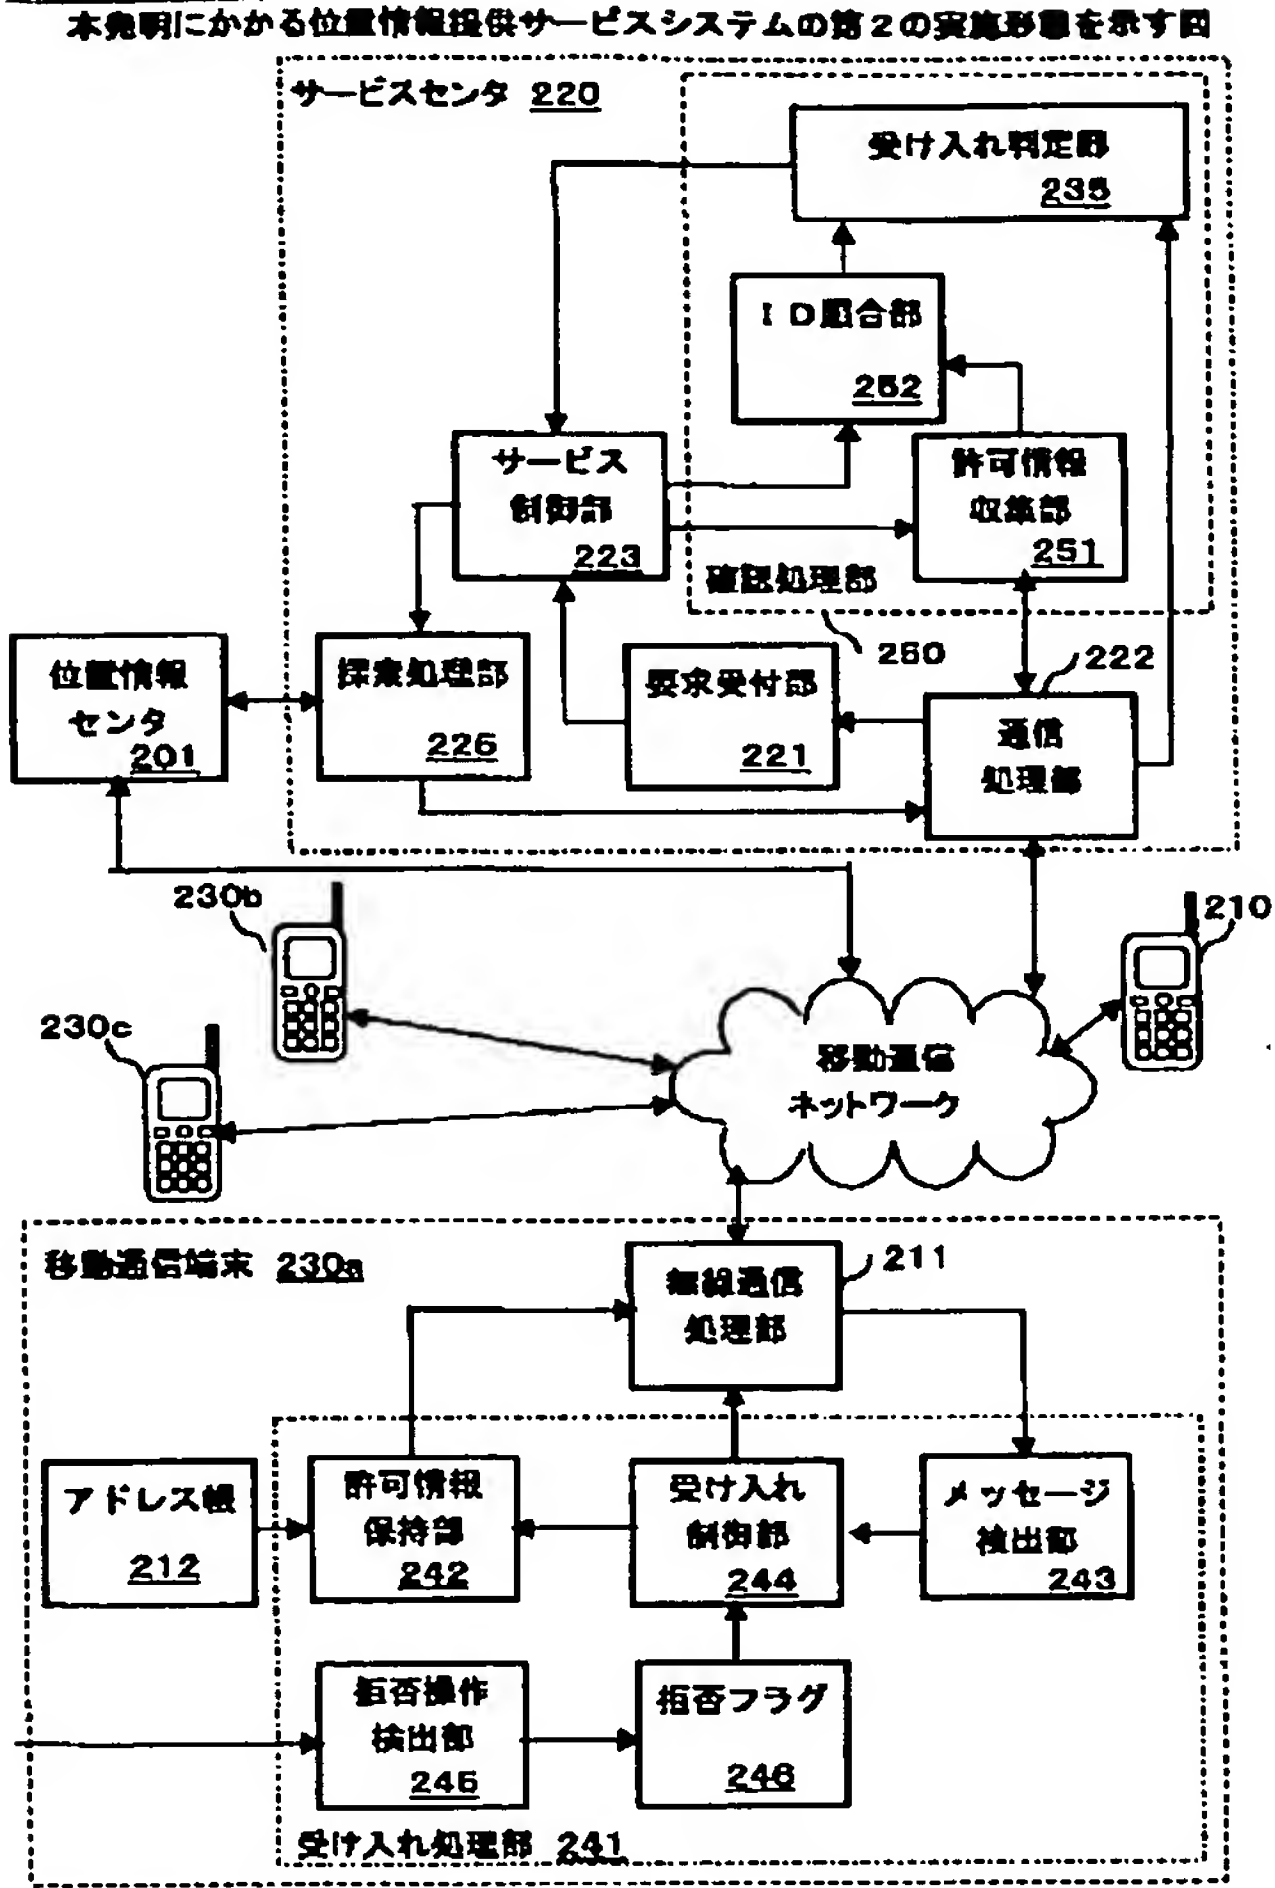 本発明にかかる位置情報提供サービスシステムの第2の実施形態を示す図
サービスセンタ 220
受け入れ判定部
235
ID照合部
252
サービス
制御部
223
許可情報
収集部
251
確認処理部
250
222
位置情報
センタ
201
探索処理部
225
要求受付部
221
通信
処理部
230b
210
230c
移動通信
ネットワーク
移動通信端末 230a
無線通信
処理部
211
アドレス帳
212
許可情報
保持部
242
受け入れ
制御部
244
メッセージ
検出部
243
拒否操作
検出部
245
拒否フラグ
246
受け入れ処理部 241